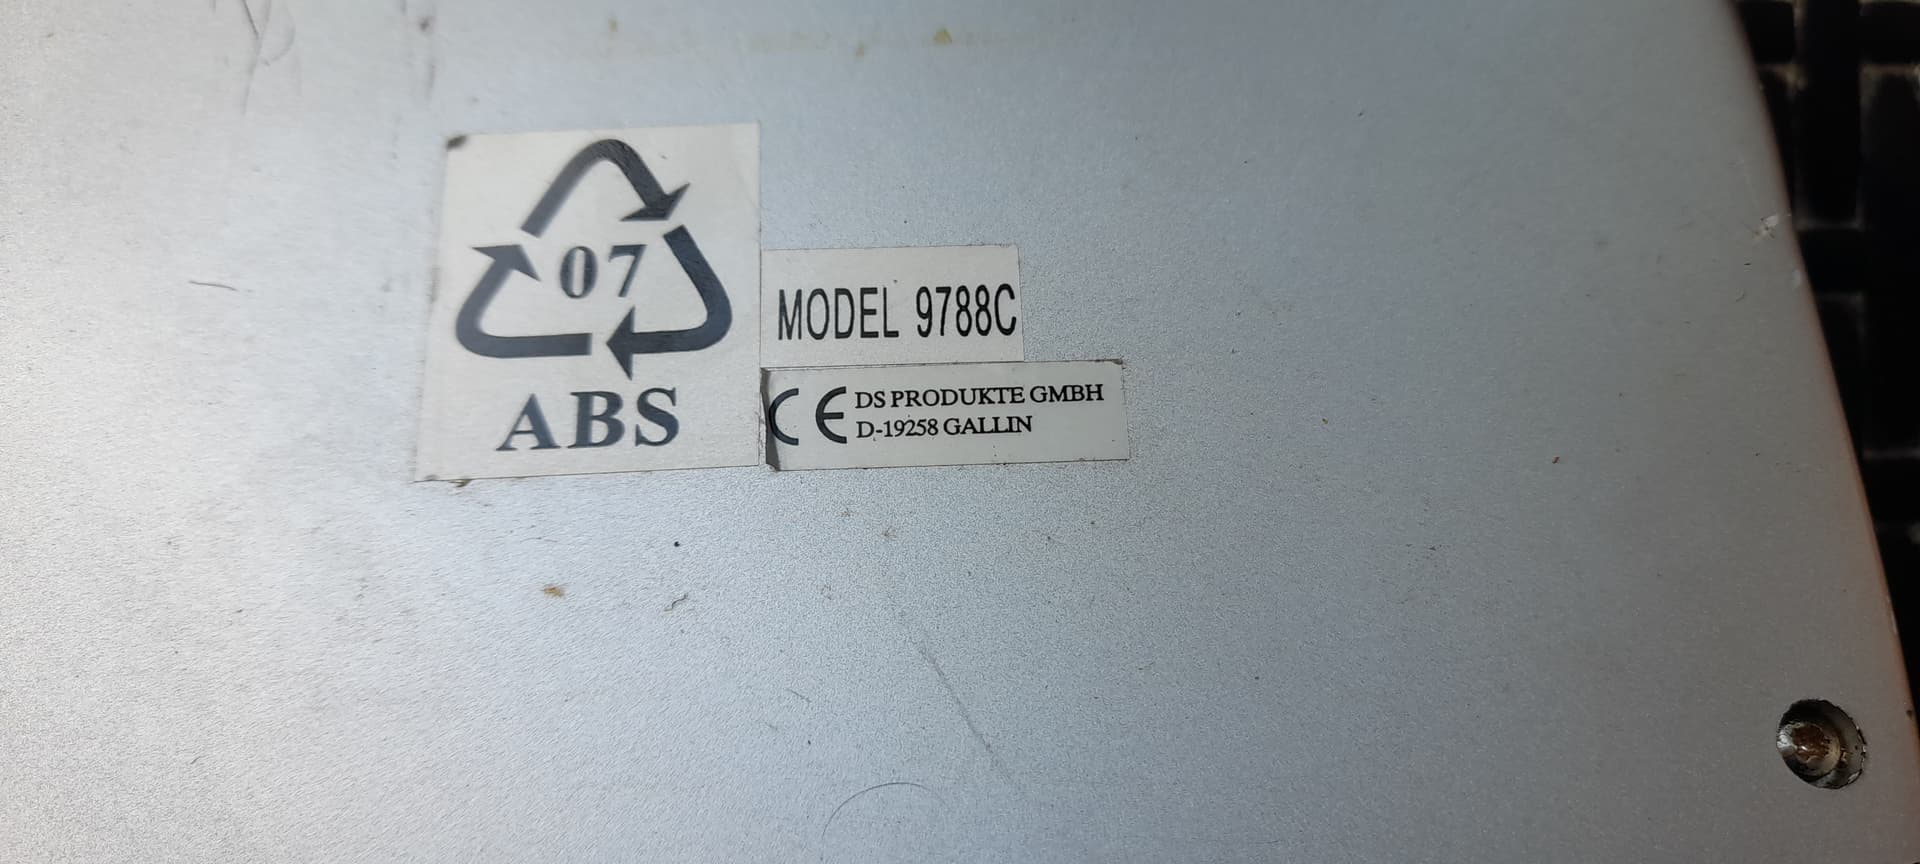 07
ABS
MODEL 9788C
CE DS PRODUKTE GMBH
D-19258 GALLIN